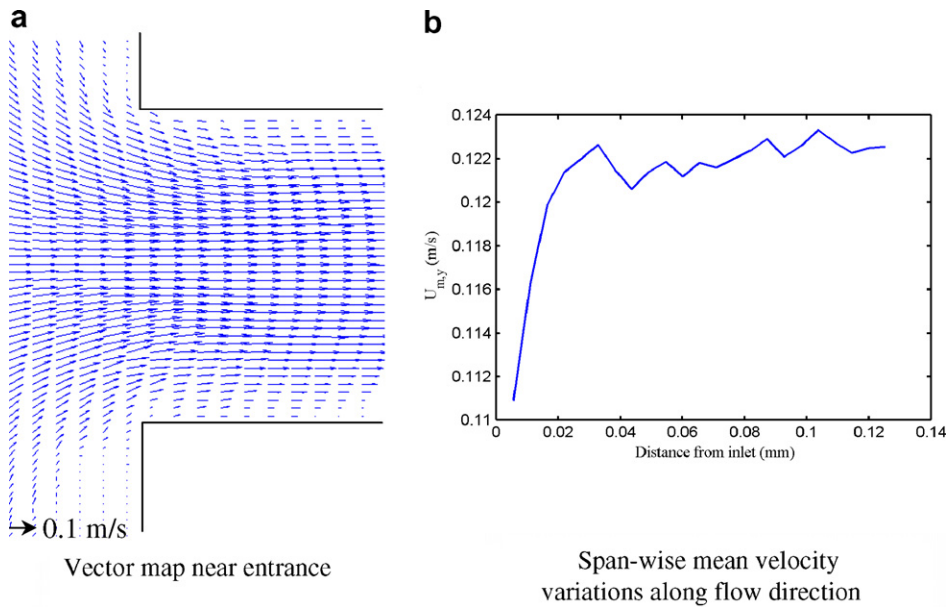 a
b
0.1 m/s
Vector map near entrance
0.124
0.122
0.12
0.118
0.116
0.114
0.112
0.11
U m,y (m/s)
0 0.02 0.04 0.06 0.08 0.1 0.12 0.14
Distance from inlet (mm)
Span-wise mean velocity
variations along flow direction